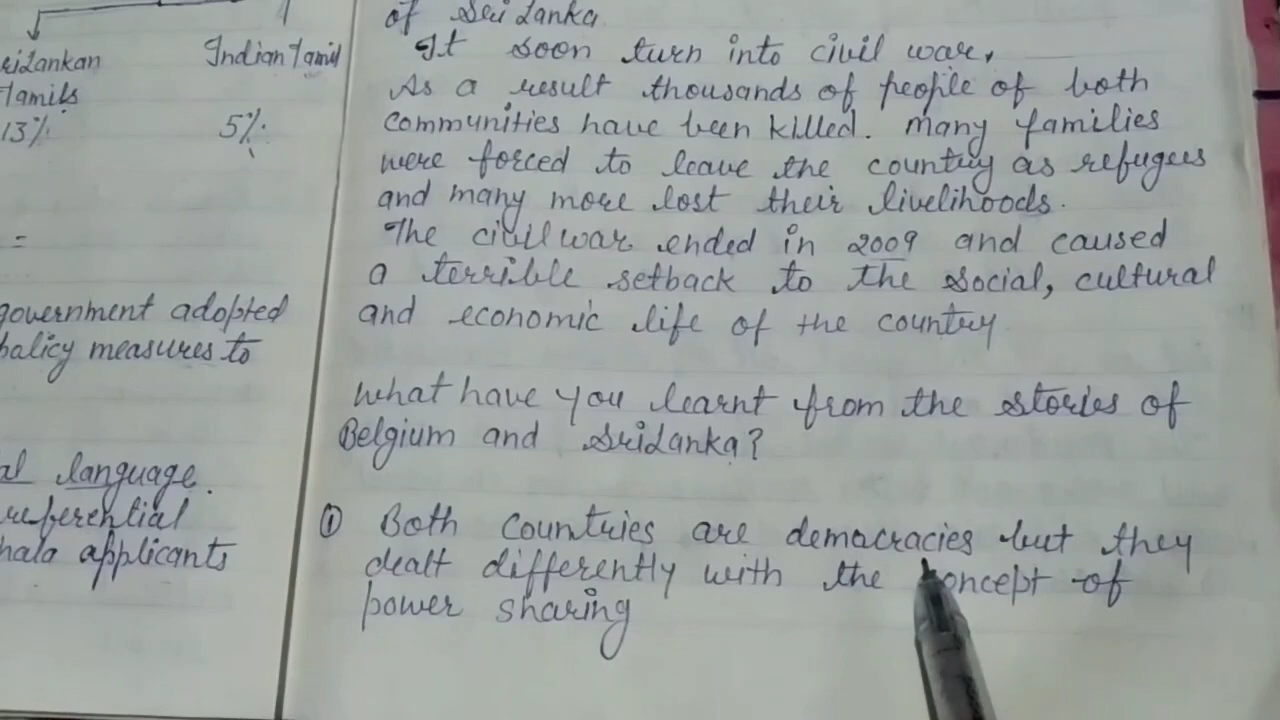 riLankan
Tamils
13%
Indian Tamil
5%
=
government adopted
policy measures to
al language.
referential
hala applicants
of Sri Lanka
It soon turn into civil war,
As a result thousands of people of both
communities have been killed. Many families
were forced to leave the country as refugees
and many more lost their livelihoods.
The civil war ended in 2009 and caused
a terrible setback to the social, cultural
and economic life of the country
What have you learnt from the stories of
Belgium and SriLanka?
① Both countries are democracies but they
dealt differently with the concept of
power sharing